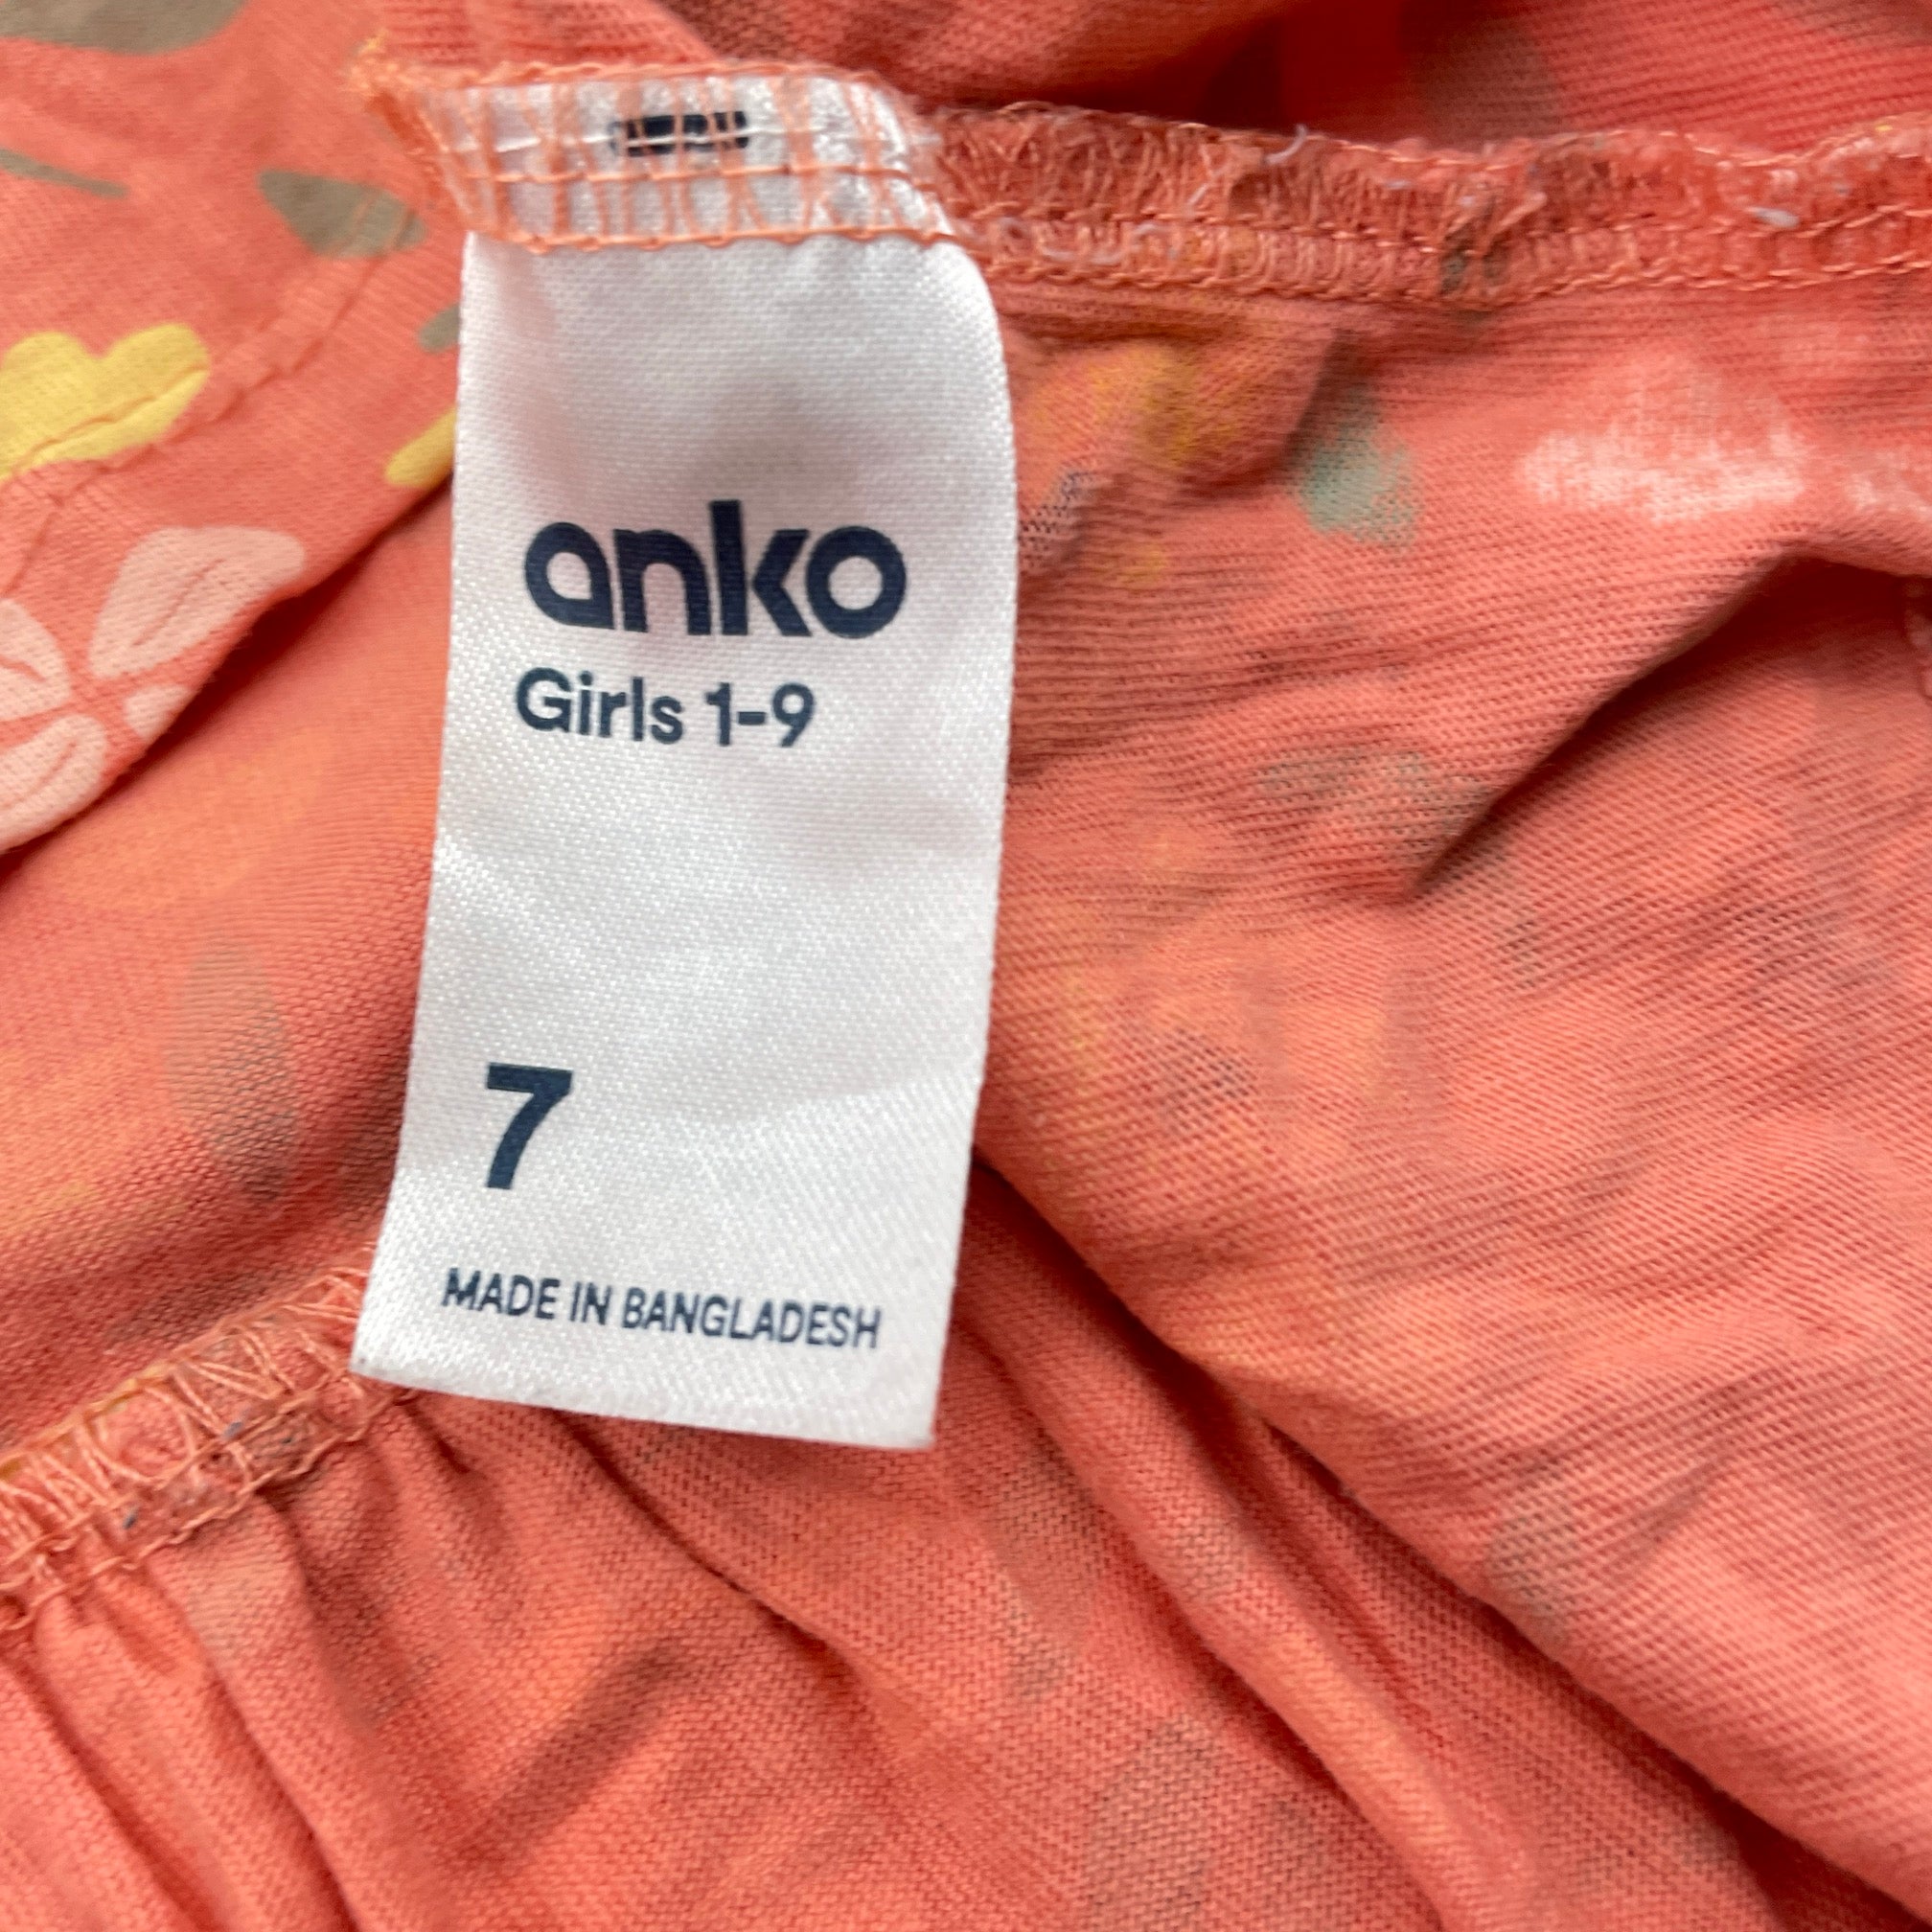 anko
Girls 1-9
7
MADE IN BANGLADESH